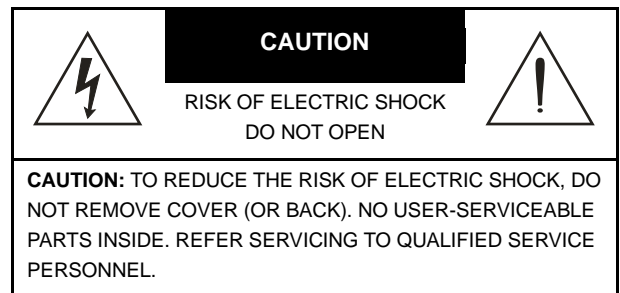 CAUTION
RISK OF ELECTRIC SHOCK
DO NOT OPEN
CAUTION: TO REDUCE THE RISK OF ELECTRIC SHOCK, DO
NOT REMOVE COVER (OR BACK). NO USER-SERVICEABLE
PARTS INSIDE. REFER SERVICING TO QUALIFIED SERVICE
PERSONNEL.